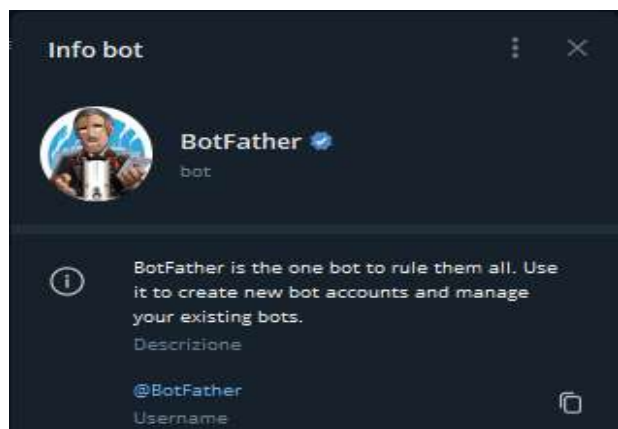 Info bot
BotFather
bot
BotFather is the one bot to rule them all. Use
it to create new bot accounts and manage
your existing bots.
Descrizione
@BotFather
Username